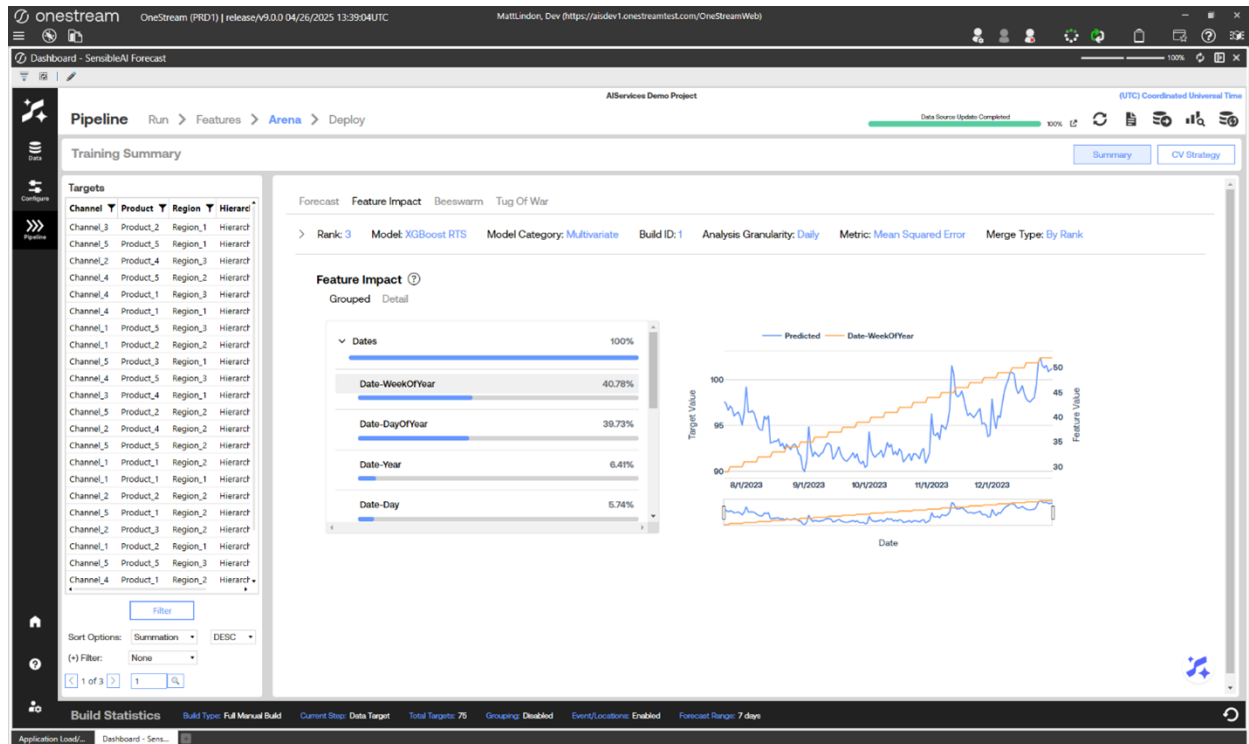 onestream OneStream (PRD1) | release/v9.0.0 04/26/2025 13:39:04UTC MattLindon, Dev (https://aisdev1.onestreamtest.com/OneStreamWeb)
Dashboard - SensibleAI Forecast 100%
AIServices Demo Project (UTC) Coordinated Universal Time
Pipeline Run > Features > Arena > Deploy Data Source Update Completed 100%
Training Summary Summary CV Strategy
Data
Configure
Pipeline
Targets
Channel Product Region Hierarc
Channel_3 Product_2 Region_1 Hierarch
Channel_5 Product_5 Region_1 Hierarch
Channel_2 Product_4 Region_3 Hierarch
Channel_4 Product_5 Region_2 Hierarch
Channel_4 Product_1 Region_3 Hierarch
Channel_4 Product_1 Region_1 Hierarch
Channel_1 Product_5 Region_3 Hierarch
Channel_1 Product_2 Region_2 Hierarch
Channel_5 Product_3 Region_1 Hierarch
Channel_4 Product_5 Region_3 Hierarch
Channel_3 Product_4 Region_1 Hierarch
Channel_5 Product_2 Region_2 Hierarch
Channel_2 Product_4 Region_2 Hierarch
Channel_5 Product_5 Region_2 Hierarch
Channel_1 Product_1 Region_2 Hierarch
Channel_1 Product_1 Region_1 Hierarch
Channel_2 Product_2 Region_2 Hierarch
Channel_5 Product_1 Region_2 Hierarch
Channel_2 Product_3 Region_2 Hierarch
Channel_1 Product_2 Region_1 Hierarch
Channel_5 Product_5 Region_3 Hierarch
Channel_4 Product_1 Region_2 Hierarch
Filter
Sort Options: Summation DESC
(+) Filter: None
< 1 of 3 > 1
Forecast Feature Impact Beeswarm Tug Of War
> Rank: 3 Model: XGBoost RTS Model Category: Multivariate Build ID: 1 Analysis Granularity: Daily Metric: Mean Squared Error Merge Type: By Rank
Feature Impact ?
Grouped Detail
Dates 100%
Date-WeekOfYear 40.78%
Date-DayOfYear 39.73%
Date-Year 6.41%
Date-Day 5.74%
Predicted Date-WeekOfYear
Target Value
100
95
90
50
45
40
35
30
Feature Value
8/1/2023 9/1/2023 10/1/2023 11/1/2023 12/1/2023
Date
Build Statistics Build Type: Full Manual Build Current Step: Data Target Total Targets: 75 Grouping: Disabled Event/Locations: Enabled Forecast Range: 7 days
Application Load/... Dashboard - Sens...